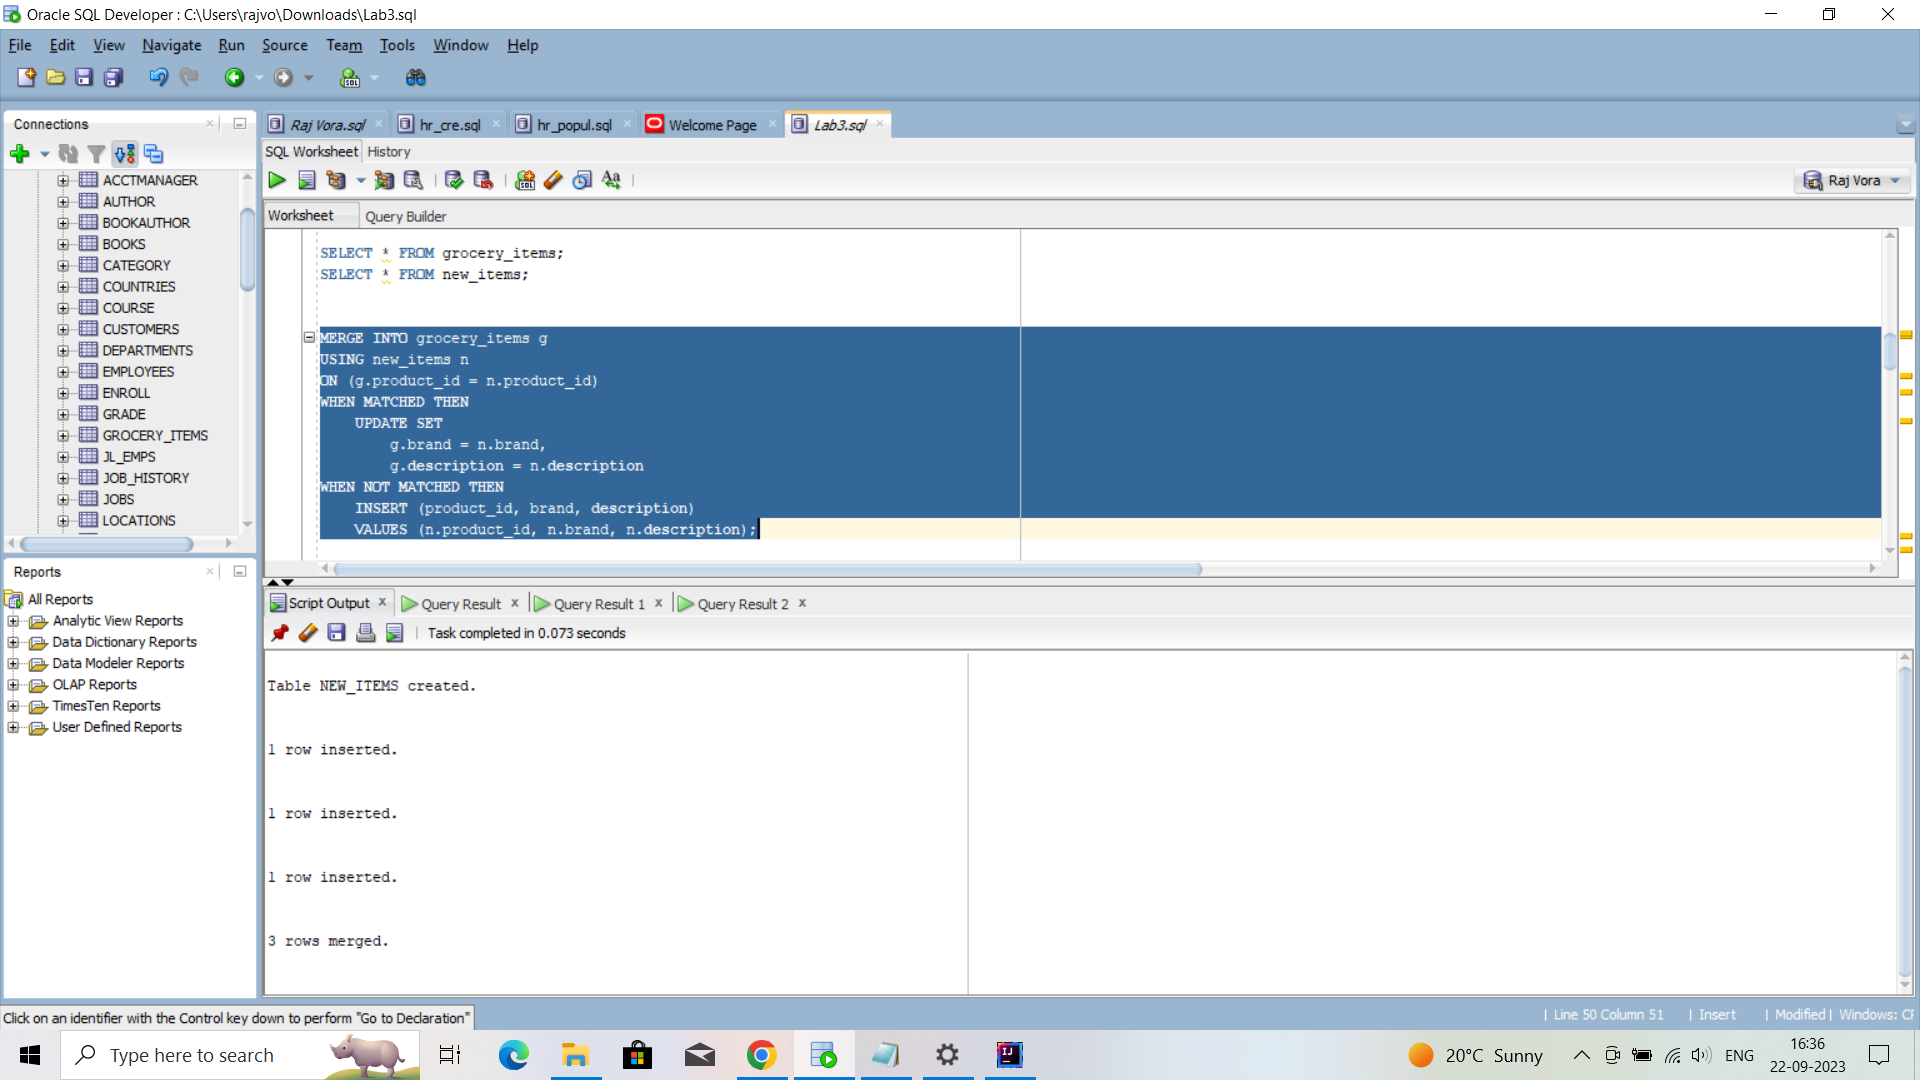 Oracle SQL Developer : C:\Users\rajvo\Downloads\Lab3.sql
File Edit View Navigate Run Source Team Tools Window Help
Connections
Raj Vora.sql
hr_cre.sql
hr_popul.sql
Welcome Page
Lab3.sql
SQL Worksheet History
Raj Vora
Worksheet Query Builder
ACCTMANAGER
AUTHOR
BOOKAUTHOR
BOOKS
CATEGORY
COUNTRIES
COURSE
CUSTOMERS
DEPARTMENTS
EMPLOYEES
ENROLL
GRADE
GROCERY_ITEMS
JL_EMPS
JOB_HISTORY
JOBS
LOCATIONS
SELECT * FROM grocery_items;
SELECT * FROM new_items;
MERGE INTO grocery_items g
USING new_items n
ON (g.product_id = n.product_id)
WHEN MATCHED THEN
UPDATE SET
g.brand = n.brand,
g.description = n.description
WHEN NOT MATCHED THEN
INSERT (product_id, brand, description)
VALUES (n.product_id, n.brand, n.description);
Reports
All Reports
Analytic View Reports
Data Dictionary Reports
Data Modeler Reports
OLAP Reports
TimesTen Reports
User Defined Reports
Script Output
Query Result
Query Result 1
Query Result 2
Task completed in 0.073 seconds
Table NEW_ITEMS created.
1 row inserted.
1 row inserted.
1 row inserted.
3 rows merged.
Click on an identifier with the Control key down to perform "Go to Declaration"
Line 50 Column 51
Insert
Modified
Windows: CF
Type here to search
20°C Sunny
ENG
16:36
22-09-2023